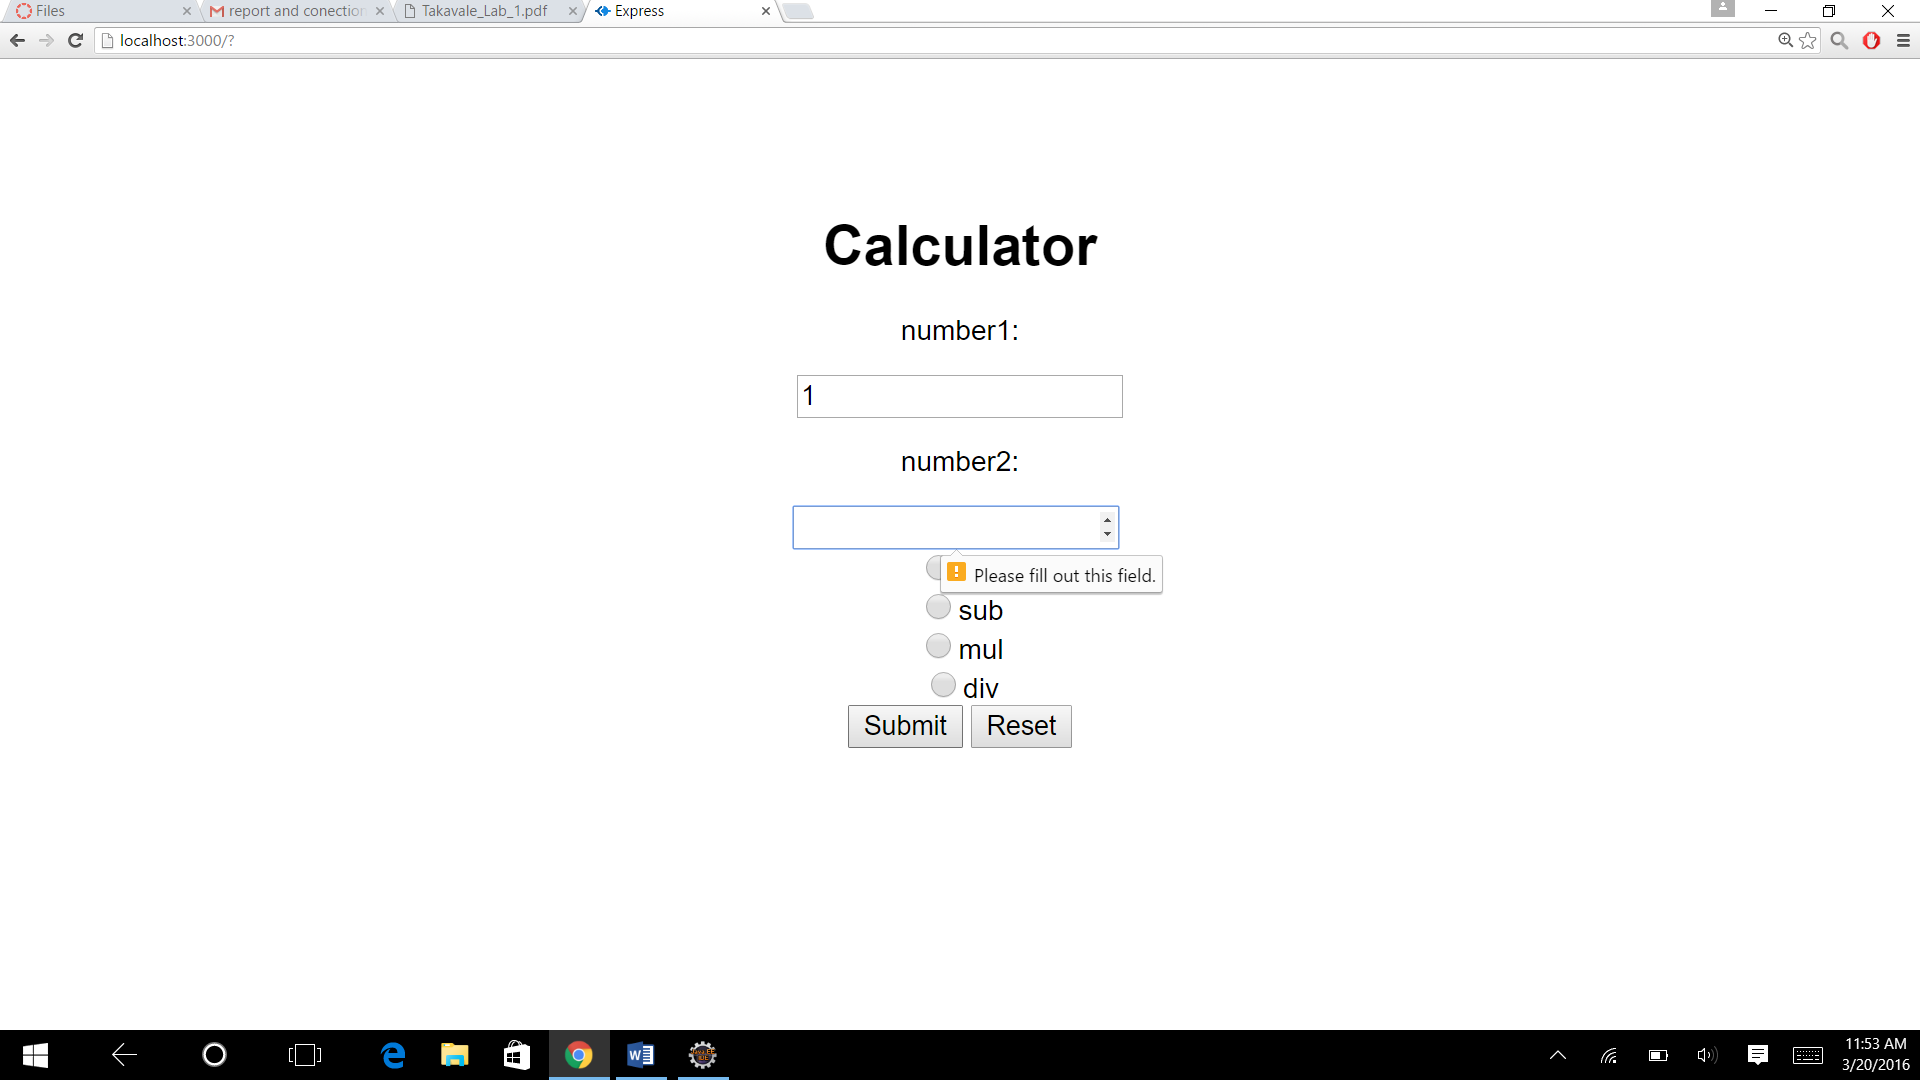 Files
report and conection
Takavale_Lab_1.pdf
Express
localhost:3000/?
Calculator
number1:
1
number2:
Please fill out this field.
sub
mul
div
Submit Reset
11:53 AM
3/20/2016